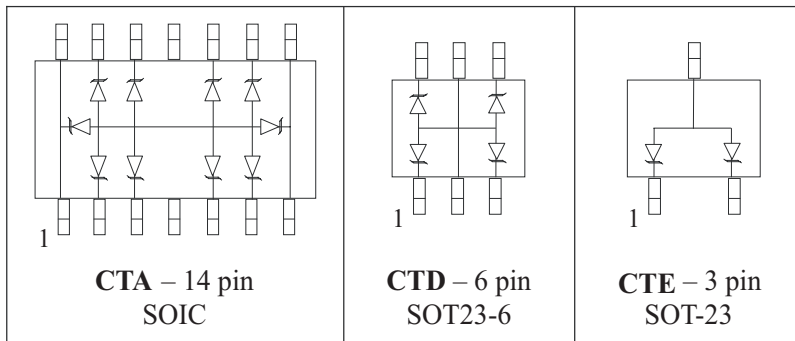 1
CTA – 14 pin
SOIC
1
CTD – 6 pin
SOT23-6
1
CTE – 3 pin
SOT-23